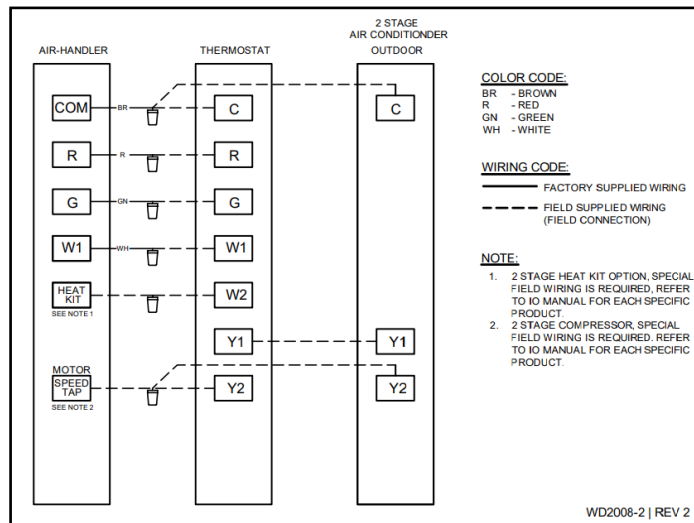 2 STAGE
AIR CONDITIONDER
AIR-HANDLER THERMOSTAT OUTDOOR
COM BR C C
R R R
G GN G
W1 WH W1
HEAT
KIT
W2
SEE NOTE 1
Y1 Y1
MOTOR
SPEED
TAP
Y2 Y2
SEE NOTE 2
COLOR CODE:
BR - BROWN
R - RED
GN - GREEN
WH - WHITE
WIRING CODE:
FACTORY SUPPLIED WIRING
FIELD SUPPLIED WIRING
(FIELD CONNECTION)
NOTE:
1. 2 STAGE HEAT KIT OPTION, SPECIAL
FIELD WIRING IS REQUIRED, REFER
TO IO MANUAL FOR EACH SPECIFIC
PRODUCT.
2. 2 STAGE COMPRESSOR, SPECIAL
FIELD WIRING IS REQUIRED. REFER
TO IO MANUAL FOR EACH SPECIFIC
PRODUCT.
WD2008-2 | REV 2